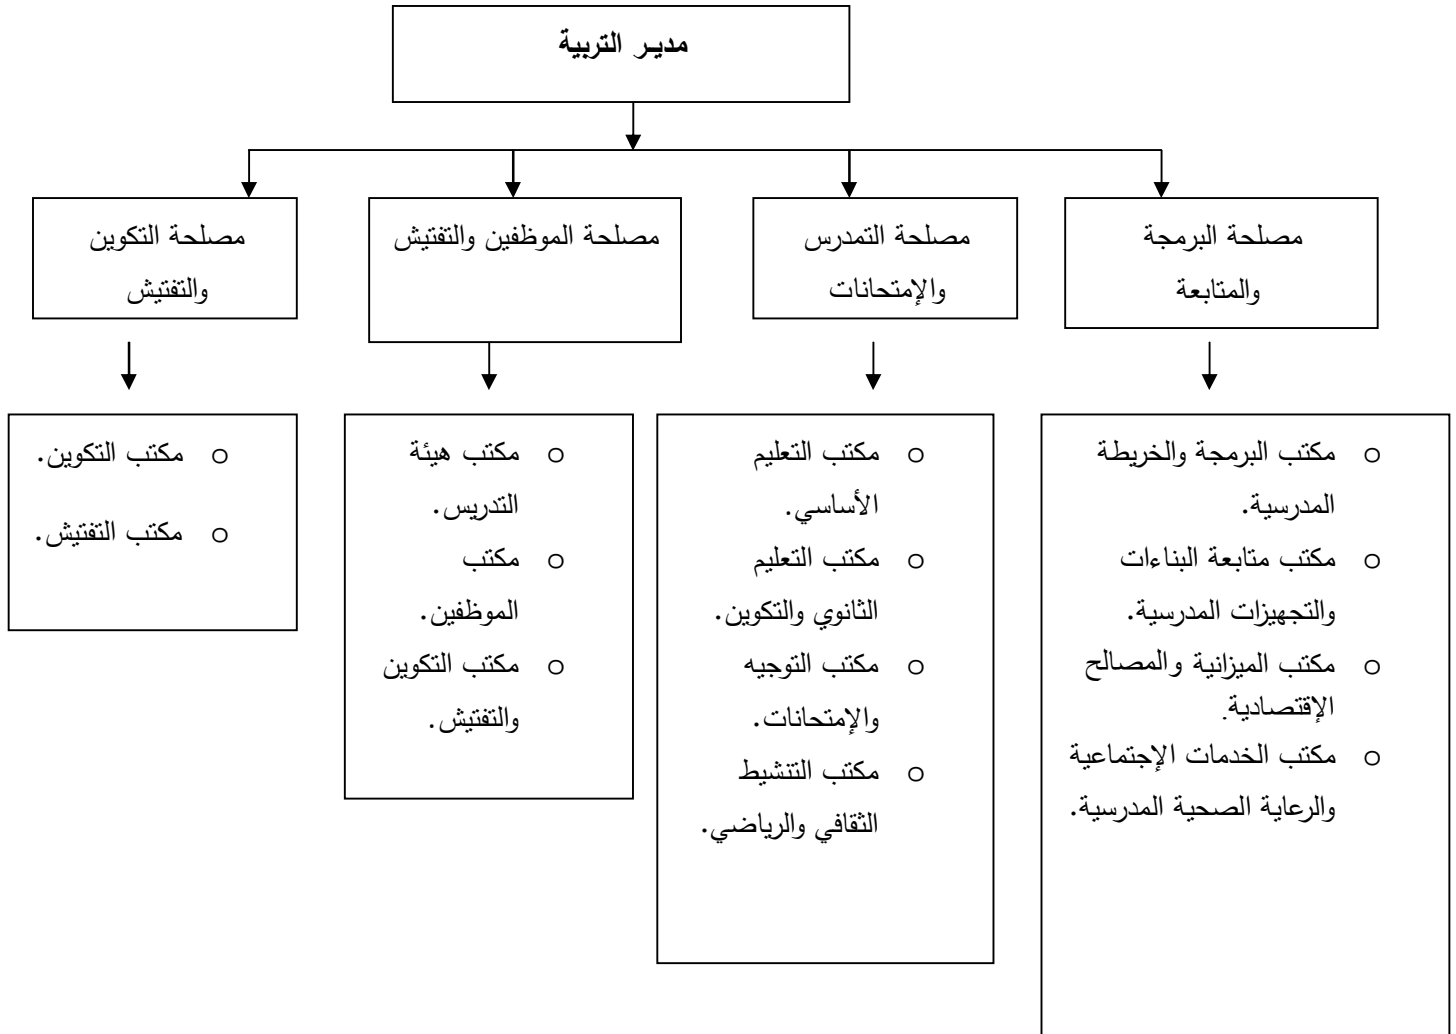 مديـر التربية
مصلحة البرمجة
والمتابعة
مصلحة التمدرس
والإمتحانات
مصلحة الموظفين والتفتيش
مصلحة التكوين
والتفتيش
o مكتب البرمجة والخريطة
المدرسية.
o مكتب متابعة البناءات
والتجهيزات المدرسية.
o مكتب الميزانية والمصالح
الإقتصادية.
o مكتب الخدمات الإجتماعية
والرعاية الصحية المدرسية.
o مكتب التعليم
الأساسي.
o مكتب التعليم
الثانوي والتكوين.
o مكتب التوجيه
والإمتحانات.
o مكتب التنشيط
الثقافي والرياضي.
o مكتب هيئة
التدريس.
o مكتب
الموظفين.
o مكتب التكوين
والتفتيش.
o مكتب التكوين.
o مكتب التفتيش.